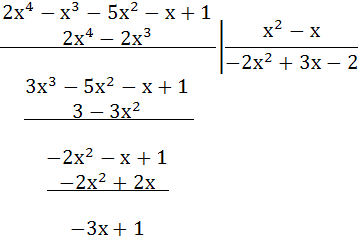 2x⁴ − x³ − 5x² − x + 1
2x⁴ − 2x³
x² − x
−2x² + 3x − 2
3x³ − 5x² − x + 1
3 − 3x²
−2x² − x + 1
−2x² + 2x
−3x + 1